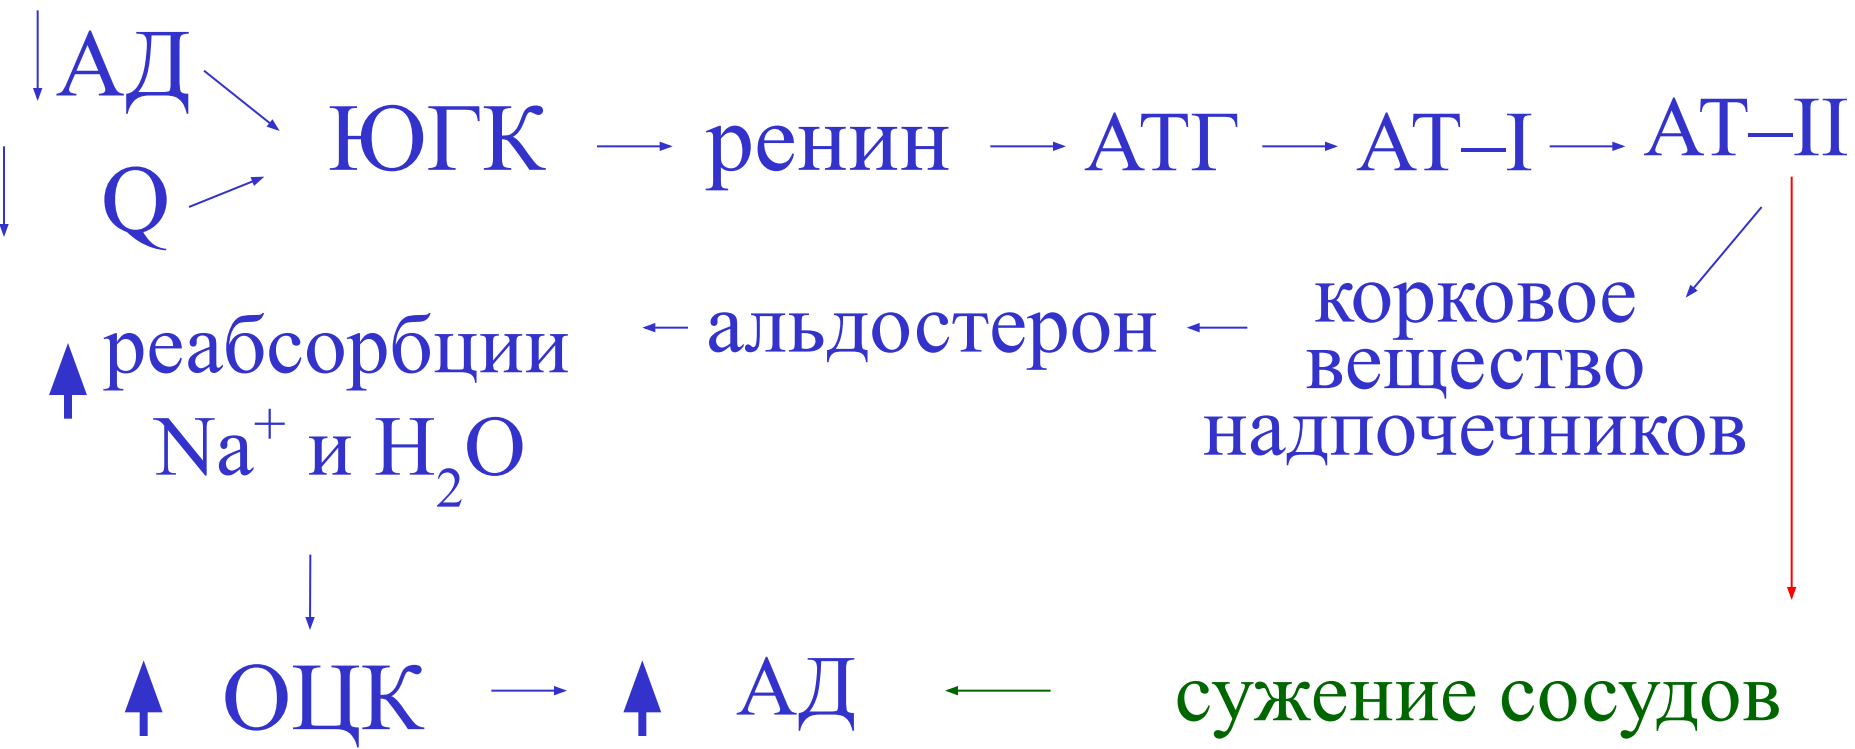 АД
Q
ЮГК
ренин
АТГ
АТ–I
АТ–II
реабсорбции
Na⁺ и H₂O
альдостерон
корковое
вещество
надпочечников
ОЦК
АД
сужение сосудов